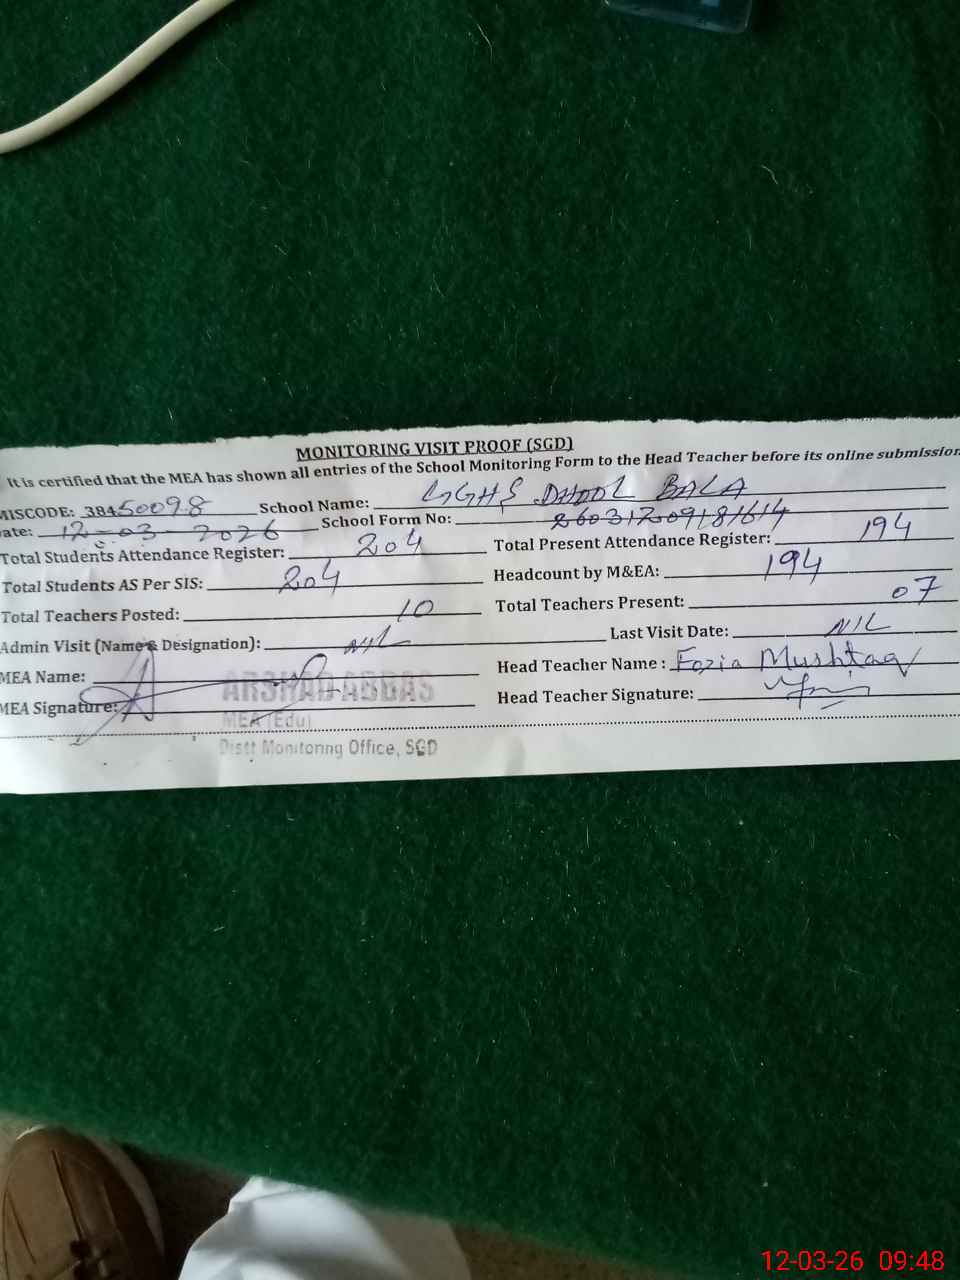 MONITORING VISIT PROOF (SGD)
It is certified that the MEA has shown all entries of the School Monitoring Form to the Head Teacher before its online submission
MISCODE: 38450098 School Name: GGHS DHOOL BALA
ate: 12-03-2026 School Form No: 26031209181614
Total Students Attendance Register: 204 Total Present Attendance Register: 194
Total Students AS Per SIS: 204 Headcount by M&EA: 194
Total Teachers Posted: 10 Total Teachers Present: 07
Admin Visit (Name & Designation): NIL Last Visit Date: NIL
MEA Name: Head Teacher Name : Fozia Mushtaq
MEA Signature: Head Teacher Signature:
ARSHAD ABBAS
MEA (Edu)
Distt Monitoring Office, SGD
12-03-26 09:48